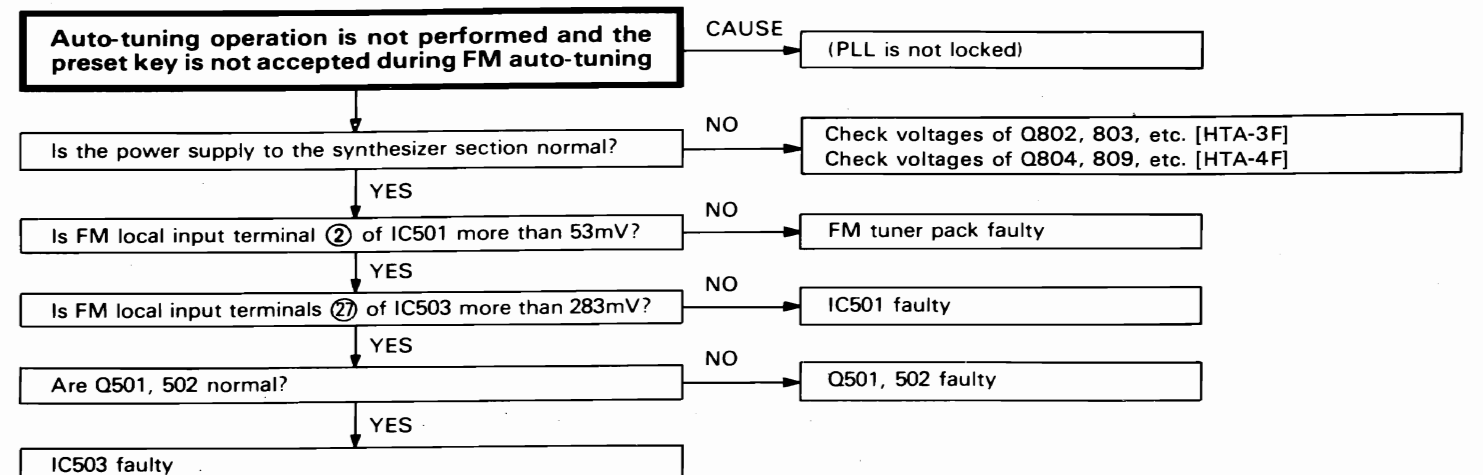 Auto-tuning operation is not performed and the
preset key is not accepted during FM auto-tuning
CAUSE
(PLL is not locked)
Is the power supply to the synthesizer section normal?
NO
Check voltages of Q802, 803, etc. [HTA-3F]
Check voltages of Q804, 809, etc. [HTA-4F]
YES
Is FM local input terminal ② of IC501 more than 53mV?
NO
FM tuner pack faulty
YES
Is FM local input terminals ㉗ of IC503 more than 283mV?
NO
IC501 faulty
YES
Are Q501, 502 normal?
NO
Q501, 502 faulty
YES
IC503 faulty